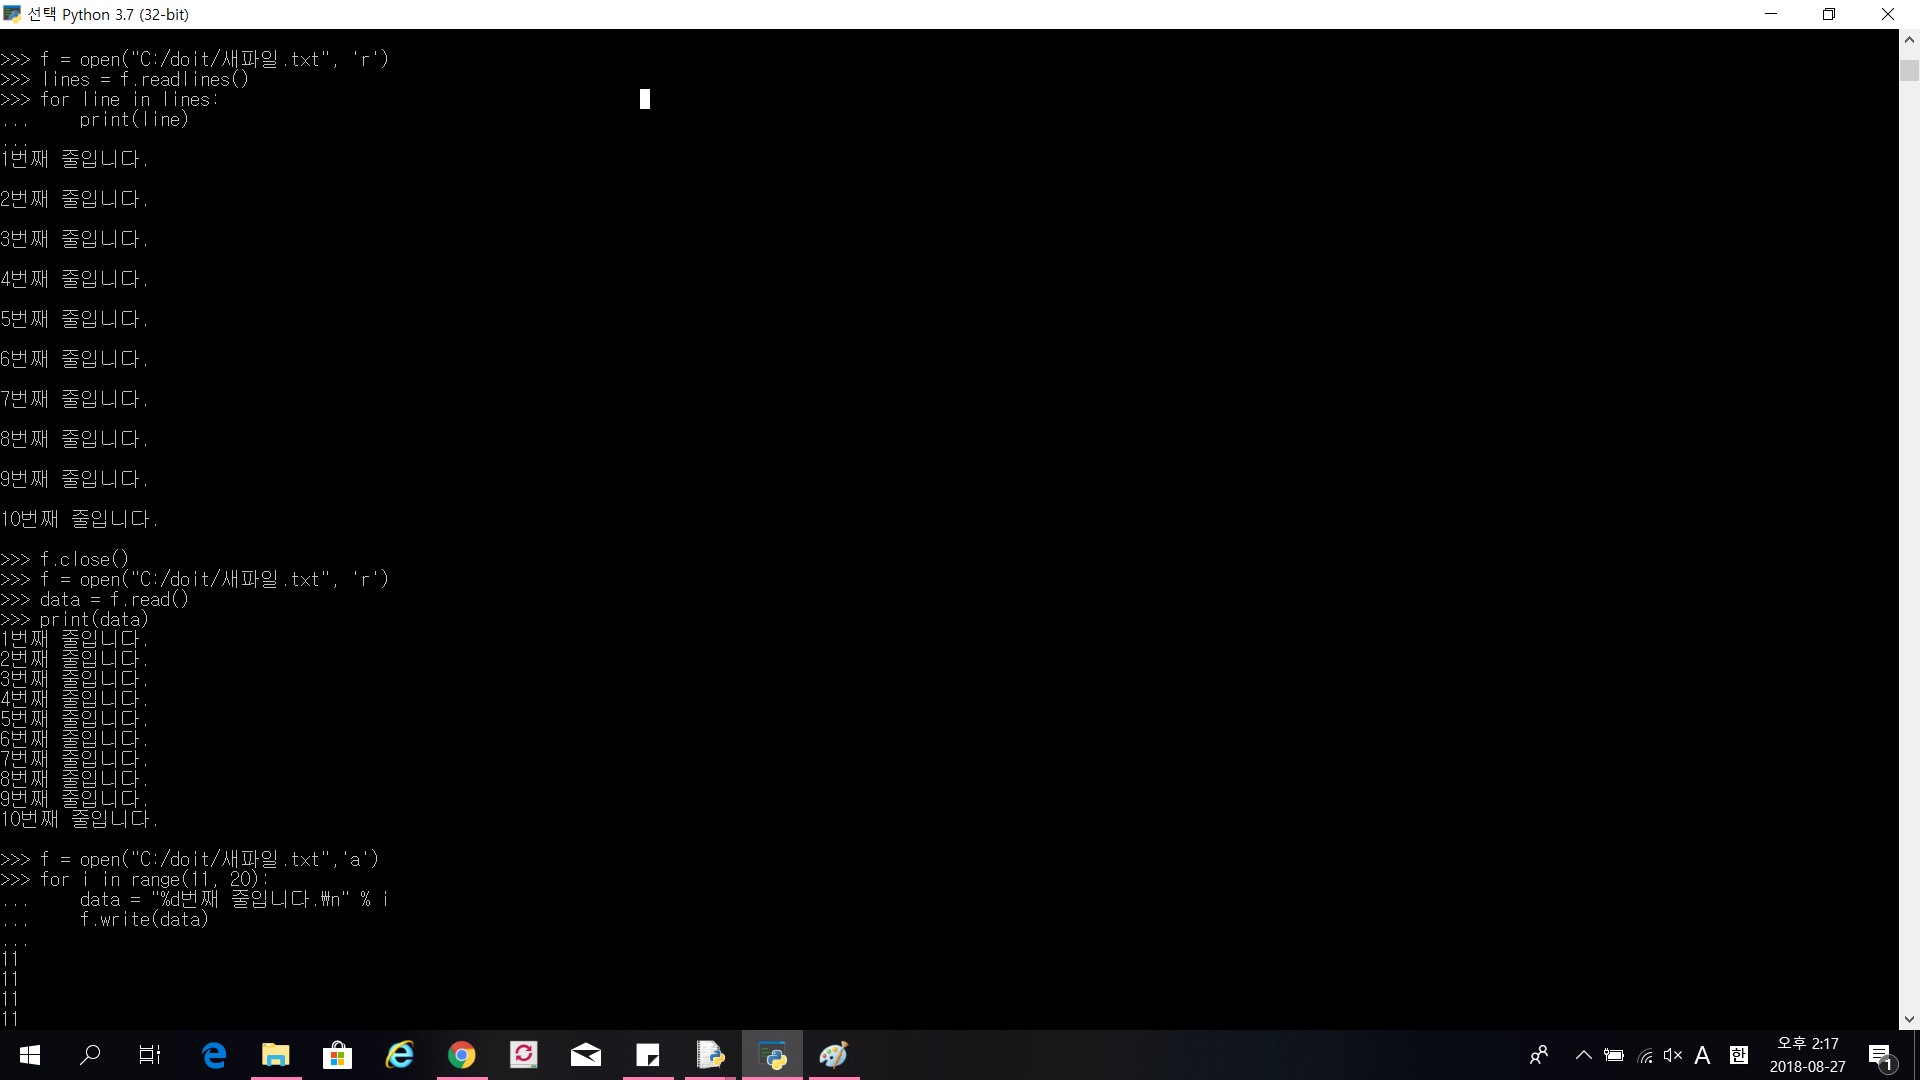 선택 Python 3.7 (32-bit)
>>> f = open("C:/doit/새파일.txt", 'r')
>>> lines = f.readlines()
>>> for line in lines:
...     print(line)
...
1번째 줄입니다.
2번째 줄입니다.
3번째 줄입니다.
4번째 줄입니다.
5번째 줄입니다.
6번째 줄입니다.
7번째 줄입니다.
8번째 줄입니다.
9번째 줄입니다.
10번째 줄입니다.
>>> f.close()
>>> f = open("C:/doit/새파일.txt", 'r')
>>> data = f.read()
>>> print(data)
1번째 줄입니다.
2번째 줄입니다.
3번째 줄입니다.
4번째 줄입니다.
5번째 줄입니다.
6번째 줄입니다.
7번째 줄입니다.
8번째 줄입니다.
9번째 줄입니다.
10번째 줄입니다.
>>> f = open("C:/doit/새파일.txt",'a')
>>> for i in range(11, 20):
...     data = "%d번째 줄입니다.₩n" % i
...     f.write(data)
...
11
11
11
11
A 한 오후 2:17
2018-08-27 1